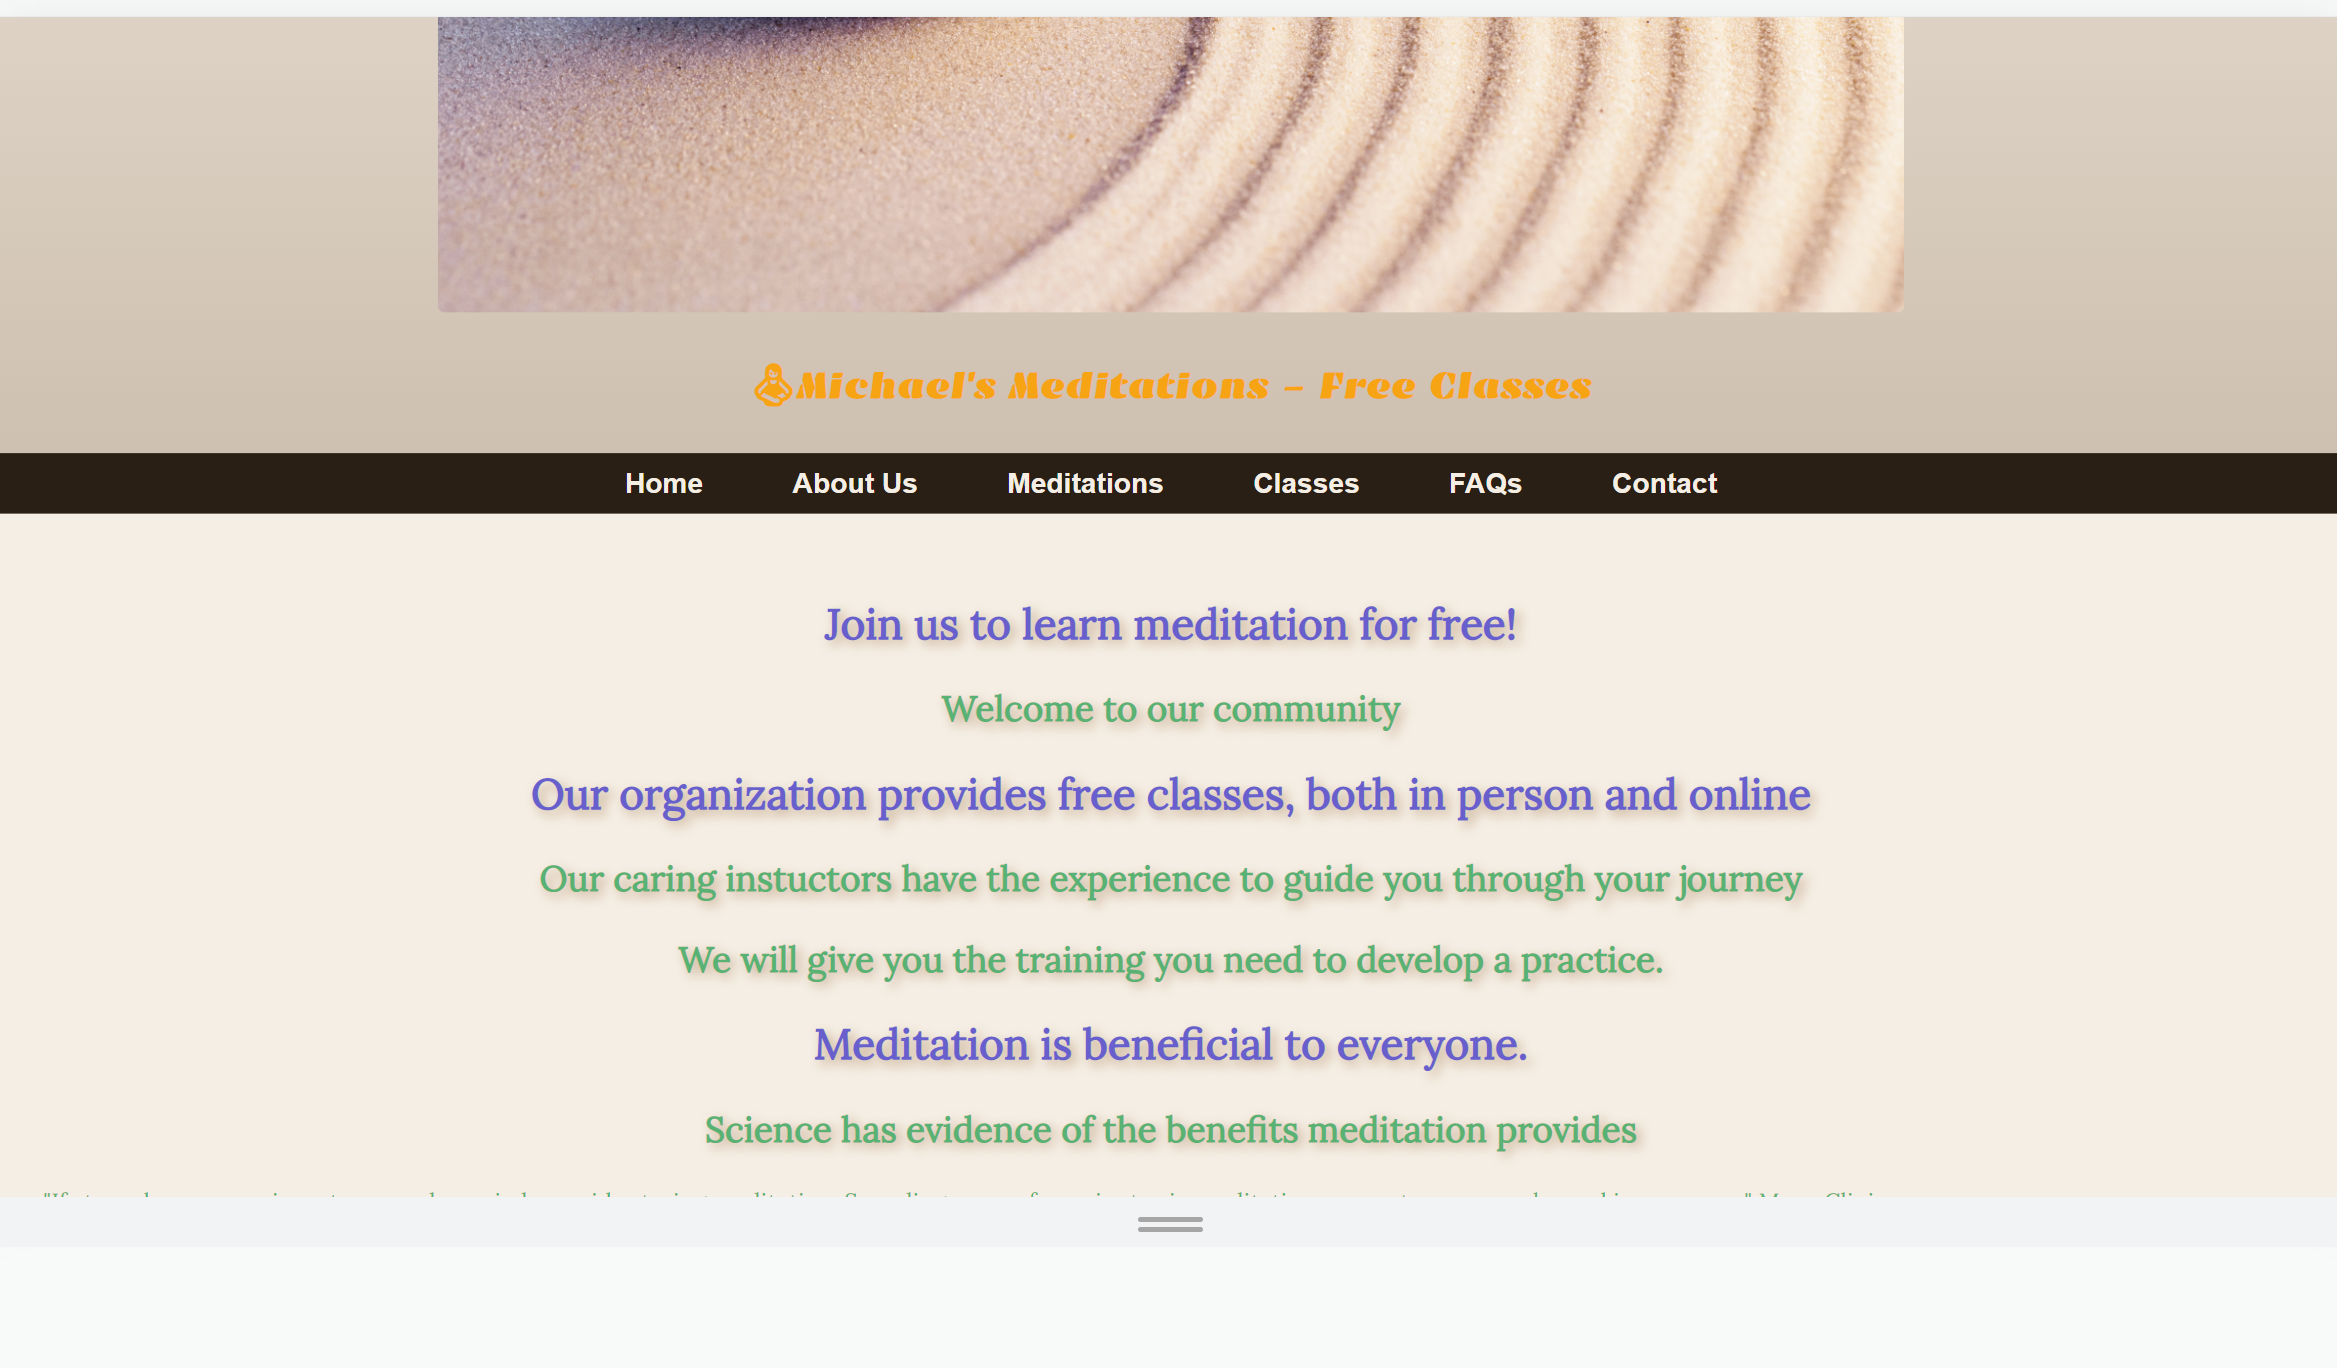 Michael's Meditations - Free Classes
Home About Us Meditations Classes FAQs Contact
Join us to learn meditation for free!
Welcome to our community
Our organization provides free classes, both in person and online
Our caring instuctors have the experience to guide you through your journey
We will give you the training you need to develop a practice.
Meditation is beneficial to everyone.
Science has evidence of the benefits meditation provides